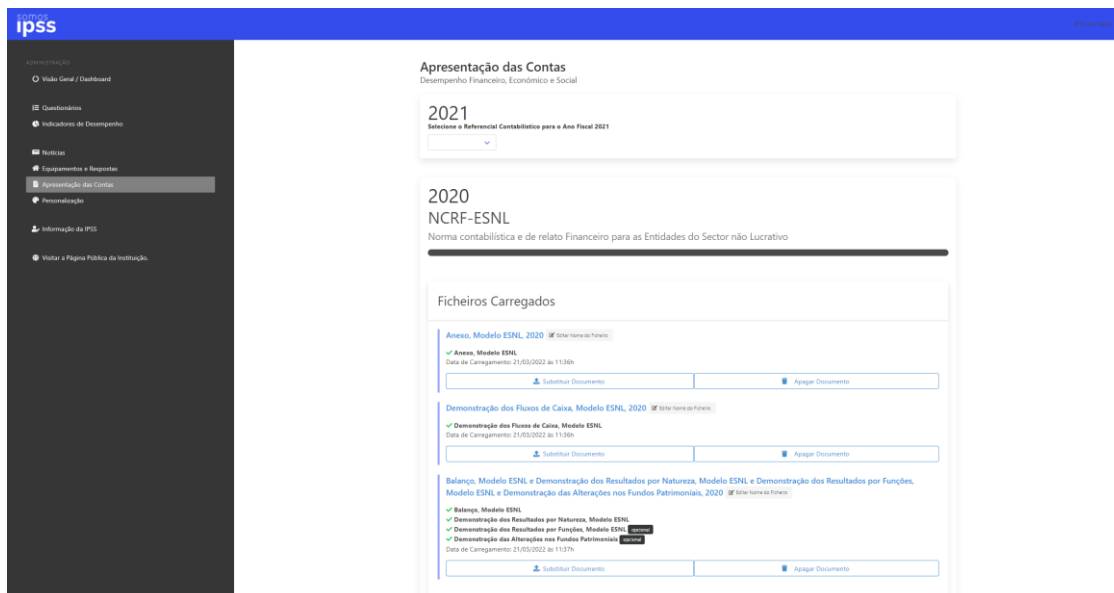 somos
ipss
ADMINISTRAÇÃO
Visão Geral / Dashboard
Questionários
Indicadores de Desempenho
Notícias
Equipamentos e Respostas
Apresentação das Contas
Personalização
Informação da IPSS
Visitar a Página Pública da Instituição.
Apresentação das Contas
Desempenho Financeiro, Económico e Social
2021
Selecione o Referencial Contabilístico para o Ano Fiscal 2021
2020
NCRF-ESNL
Norma contabilística e de relato Financeiro para as Entidades do Sector não Lucrativo
Ficheiros Carregados
Anexo, Modelo ESNL, 2020 Editar Nome do Ficheiro
Anexo, Modelo ESNL
Data de Carregamento: 21/03/2022 às 11:36h
Substituir Documento Apagar Documento
Demonstração dos Fluxos de Caixa, Modelo ESNL, 2020 Editar Nome do Ficheiro
Demonstração dos Fluxos de Caixa, Modelo ESNL
Data de Carregamento: 21/03/2022 às 11:36h
Substituir Documento Apagar Documento
Balanço, Modelo ESNL e Demonstração dos Resultados por Natureza, Modelo ESNL e Demonstração dos Resultados por Funções,
Modelo ESNL e Demonstração das Alterações nos Fundos Patrimoniais, 2020 Editar Nome do Ficheiro
Balanço, Modelo ESNL
Demonstração dos Resultados por Natureza, Modelo ESNL
Demonstração dos Resultados por Funções, Modelo ESNL opcional
Demonstração das Alterações nos Fundos Patrimoniais opcional
Data de Carregamento: 21/03/2022 às 11:37h
Substituir Documento Apagar Documento